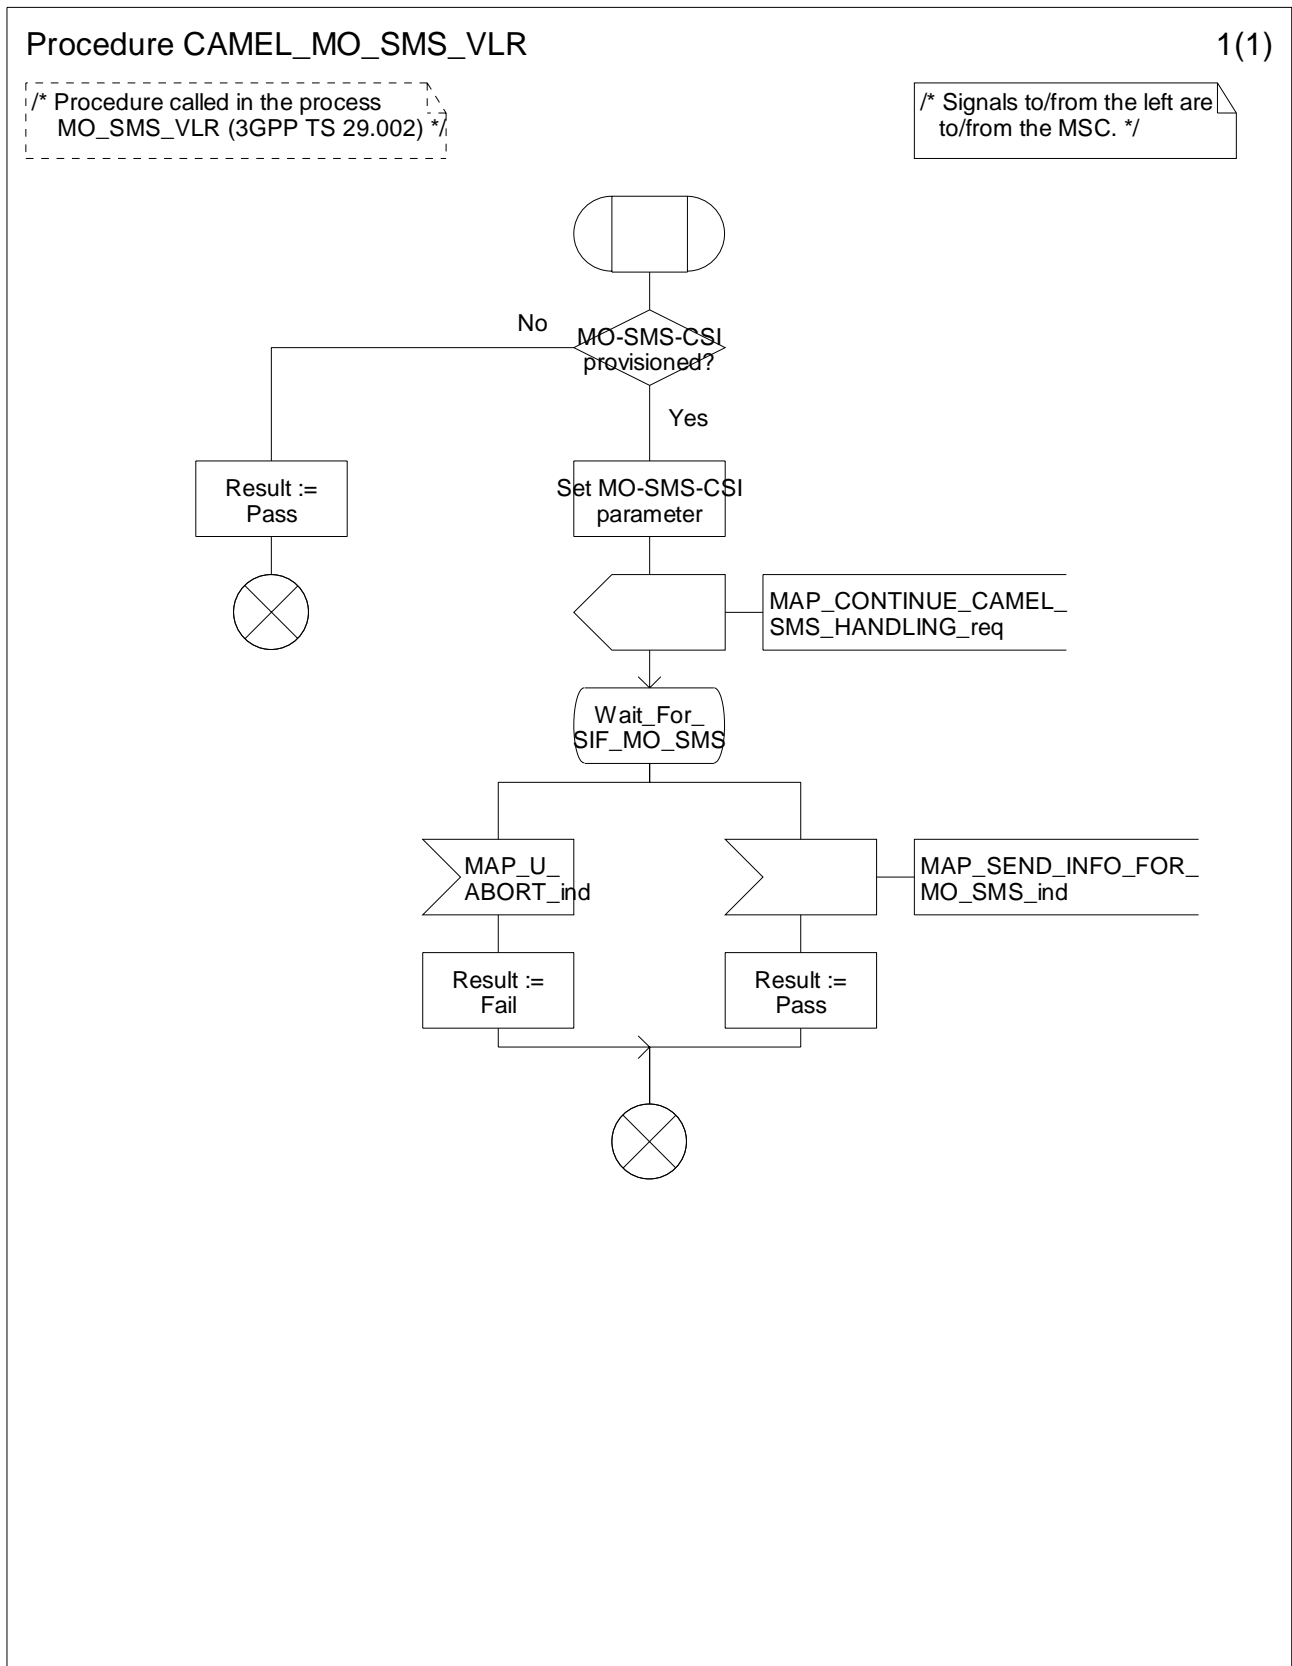 Procedure CAMEL_MO_SMS_VLR
1(1)
/* Procedure called in the process
MO_SMS_VLR (3GPP TS 29.002) */
/* Signals to/from the left are
to/from the MSC. */
No
MO-SMS-CSI
provisioned?
Yes
Result :=
Pass
Set MO-SMS-CSI
parameter
MAP_CONTINUE_CAMEL_
SMS_HANDLING_req
Wait_For_
SIF_MO_SMS
MAP_U_
ABORT_ind
MAP_SEND_INFO_FOR_
MO_SMS_ind
Result :=
Fail
Result :=
Pass